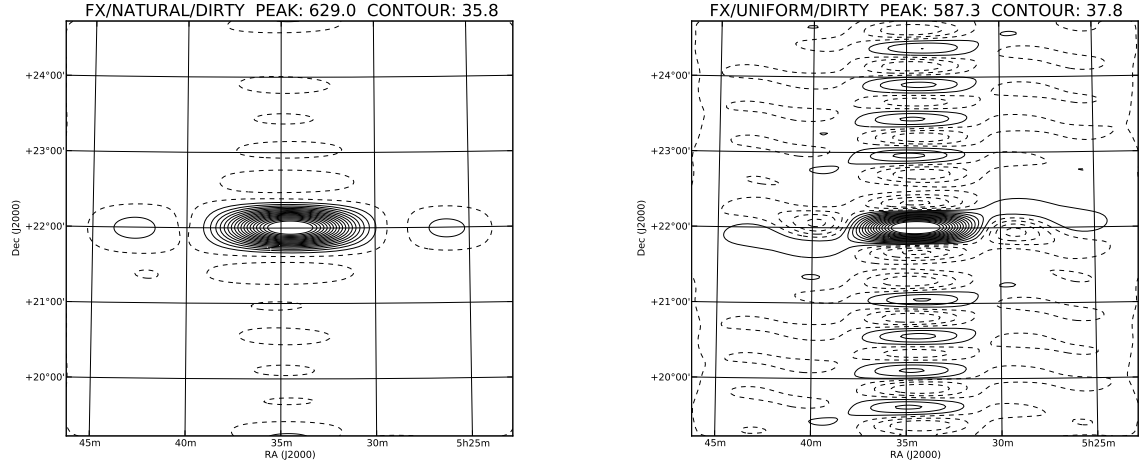 FX/NATURAL/DIRTY PEAK: 629.0 CONTOUR: 35.8
+24°00'
+23°00'
+22°00'
+21°00'
+20°00'
Dec (J2000)
45m
40m
35m
30m
5h25m
RA (J2000)
FX/UNIFORM/DIRTY PEAK: 587.3 CONTOUR: 37.8
+24°00'
+23°00'
+22°00'
+21°00'
+20°00'
Dec (J2000)
45m
40m
35m
30m
5h25m
RA (J2000)